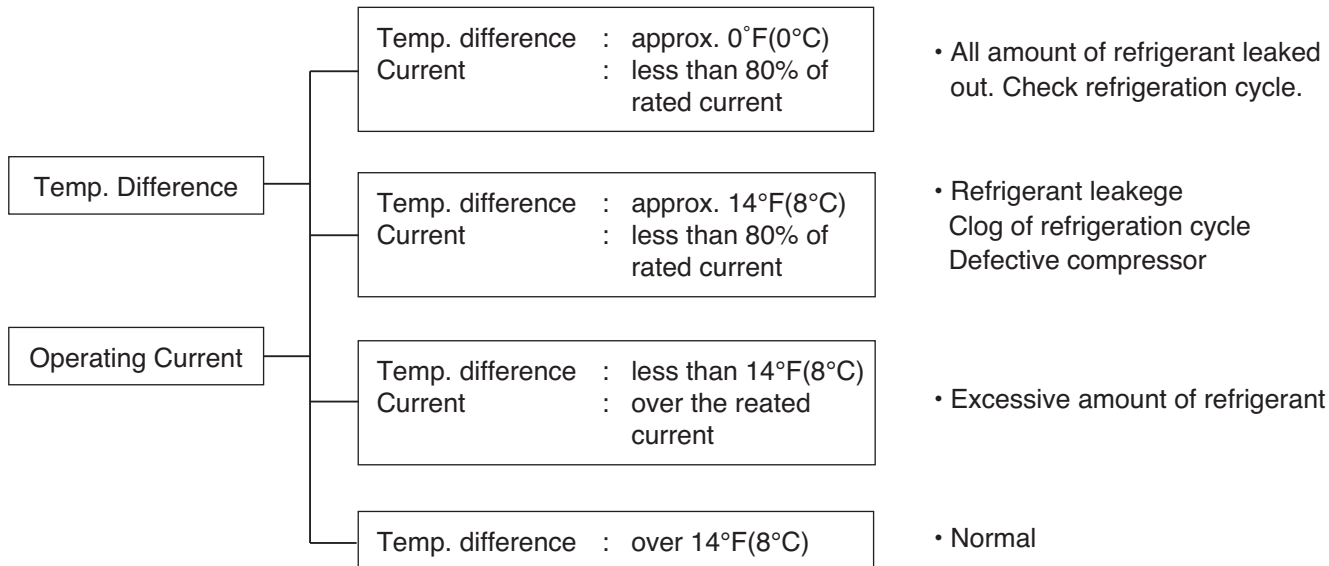 Temp. difference : approx. 0˚F(0°C)
Current : less than 80% of
rated current
• All amount of refrigerant leaked
out. Check refrigeration cycle.
Temp. Difference
Temp. difference : approx. 14°F(8°C)
Current : less than 80% of
rated current
• Refrigerant leakege
Clog of refrigeration cycle
Defective compressor
Operating Current
Temp. difference : less than 14°F(8°C)
Current : over the reated
current
• Excessive amount of refrigerant
Temp. difference : over 14°F(8°C)
• Normal